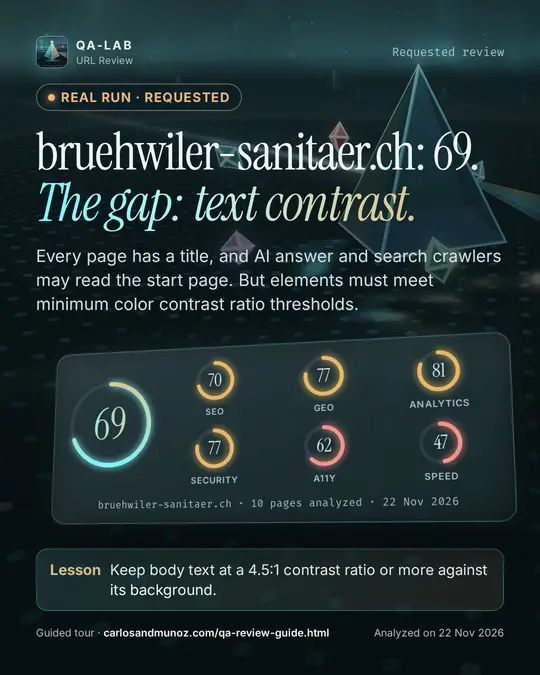 QA-LAB
URL Review
Requested review
REAL RUN · REQUESTED
bruehwiler-sanitaer.ch: 69.
The gap: text contrast.
Every page has a title, and AI answer and search crawlers
may read the start page. But elements must meet
minimum color contrast ratio thresholds.
69
70
SEO
77
GEO
81
ANALYTICS
77
SECURITY
62
A11Y
47
SPEED
bruehwiler-sanitaer.ch · 10 pages analyzed · 22 Nov 2026
Lesson Keep body text at a 4.5:1 contrast ratio or more against
its background.
Guided tour · carlosandmunoz.com/qa-review-guide.html
Analyzed on 22 Nov 2026